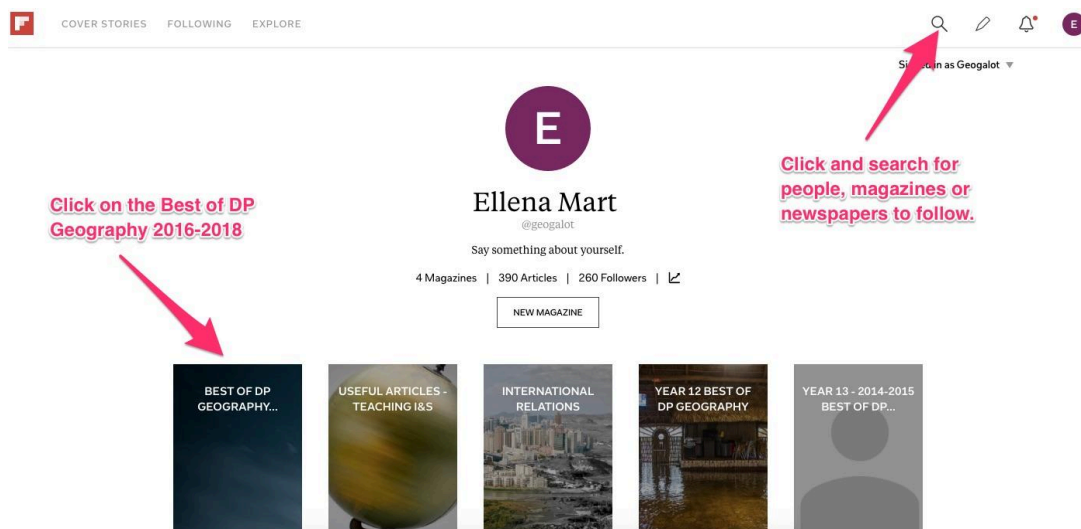 COVER STORIES FOLLOWING EXPLORE
E
Signed in as Geogalot
E
Click and search for
people, magazines or
newspapers to follow.
Click on the Best of DP
Geography 2016-2018
Ellena Mart
@geogalot
Say something about yourself.
4 Magazines | 390 Articles | 260 Followers |
NEW MAGAZINE
BEST OF DP
GEOGRAPHY...
USEFUL ARTICLES -
TEACHING I&S
INTERNATIONAL
RELATIONS
YEAR 12 BEST OF
DP GEOGRAPHY
YEAR 13 - 2014-2015
BEST OF DP...